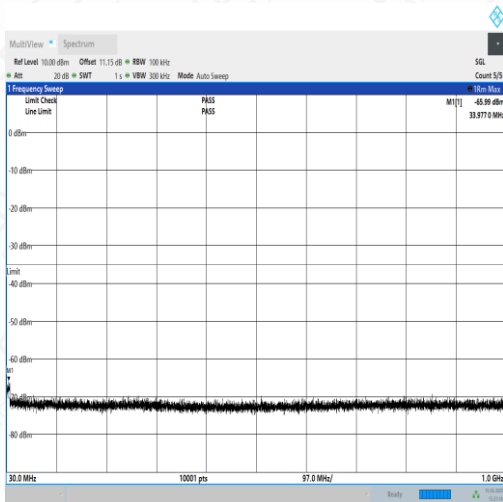 MultiView Spectrum
Ref Level 10.00 dBm Offset 11.15 dB RBW 100 kHz SGL
Att 20 dB SWT 1 s VBW 300 kHz Mode Auto Sweep Count 5/5
1 Frequency Sweep 1Rm Max
Limit Check PASS M1[1] -65.99 dBm
Line Limit PASS 33.977 0 MHz
0 dBm
-10 dBm
-20 dBm
-30 dBm
Limit
-40 dBm
-50 dBm
-60 dBm
M1
-70 dBm
-80 dBm
30.0 MHz 10001 pts 97.0 MHz/ 1.0 GHz
Ready